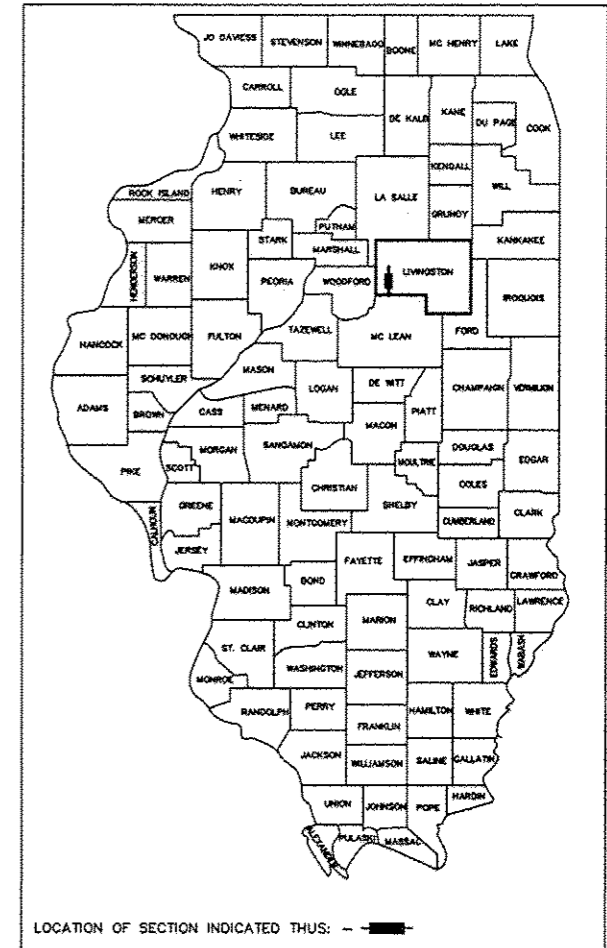 JO DAVIESS
STEVENSON
WINNEBAGO
BOONE
MC HENRY
LAKE
CARROLL
OGLE
DE KALB
KANE
DU PAGE
COOK
WHITESIDE
LEE
KENDALL
WILL
ROCK ISLAND
HENRY
BUREAU
LA SALLE
GRUNDY
MERCER
PUTNAM
STARK
MARSHALL
KANKAKEE
HENDERSON
WARREN
KNOX
PEORIA
WOODFORD
LIVINGSTON
IROQUOIS
HANCOCK
MC DONOUGH
FULTON
TAZEWELL
MC LEAN
FORD
SCHUYLER
MASON
LOGAN
DE WITT
CHAMPAIGN
VERMILION
ADAMS
BROWN
CASS
MENARD
MACON
PIATT
PIKE
SCOTT
MORGAN
SANGAMON
CHRISTIAN
MOULTRIE
DOUGLAS
EDGAR
COLES
CALHOUN
GREENE
MACOUPIN
MONTGOMERY
SHELBY
CUMBERLAND
CLARK
JERSEY
FAYETTE
EFFINGHAM
JASPER
CRAWFORD
MADISON
BOND
CLAY
RICHLAND
LAWRENCE
CLINTON
MARION
ST. CLAIR
WASHINGTON
JEFFERSON
WAYNE
EDWARDS
WABASH
MONROE
RANDOLPH
PERRY
HAMILTON
WHITE
FRANKLIN
JACKSON
WILLIAMSON
SALINE
GALLATIN
UNION
JOHNSON
POPE
HARDIN
ALEXANDER
PULASKI
MASSAC
LOCATION OF SECTION INDICATED THUS: -